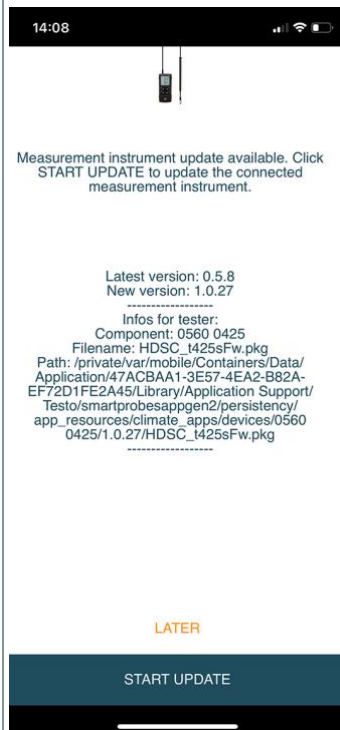 14:08
Measurement instrument update available. Click
START UPDATE to update the connected
measurement instrument.
Latest version: 0.5.8
New version: 1.0.27
------------------
Infos for tester:
Component: 0560 0425
Filename: HDSC_t425sFw.pkg
Path: /private/var/mobile/Containers/Data/
Application/47ACBAA1-3E57-4EA2-B82A-
EF72D1FE2A45/Library/Application Support/
Testo/smartprobesappgen2/persistency/
app_resources/climate_apps/devices/0560
0425/1.0.27/HDSC_t425sFw.pkg
------------------
LATER
START UPDATE